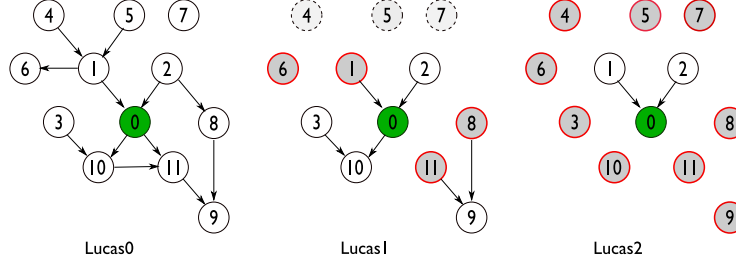 4 5 7 4 5 7 4 5 7
6 1 2 6 1 2 6 1 2
3 0 8 3 0 8 3 0 8
10 11 10 11 10 11
9 9 9
Lucas0 Lucas1 Lucas2